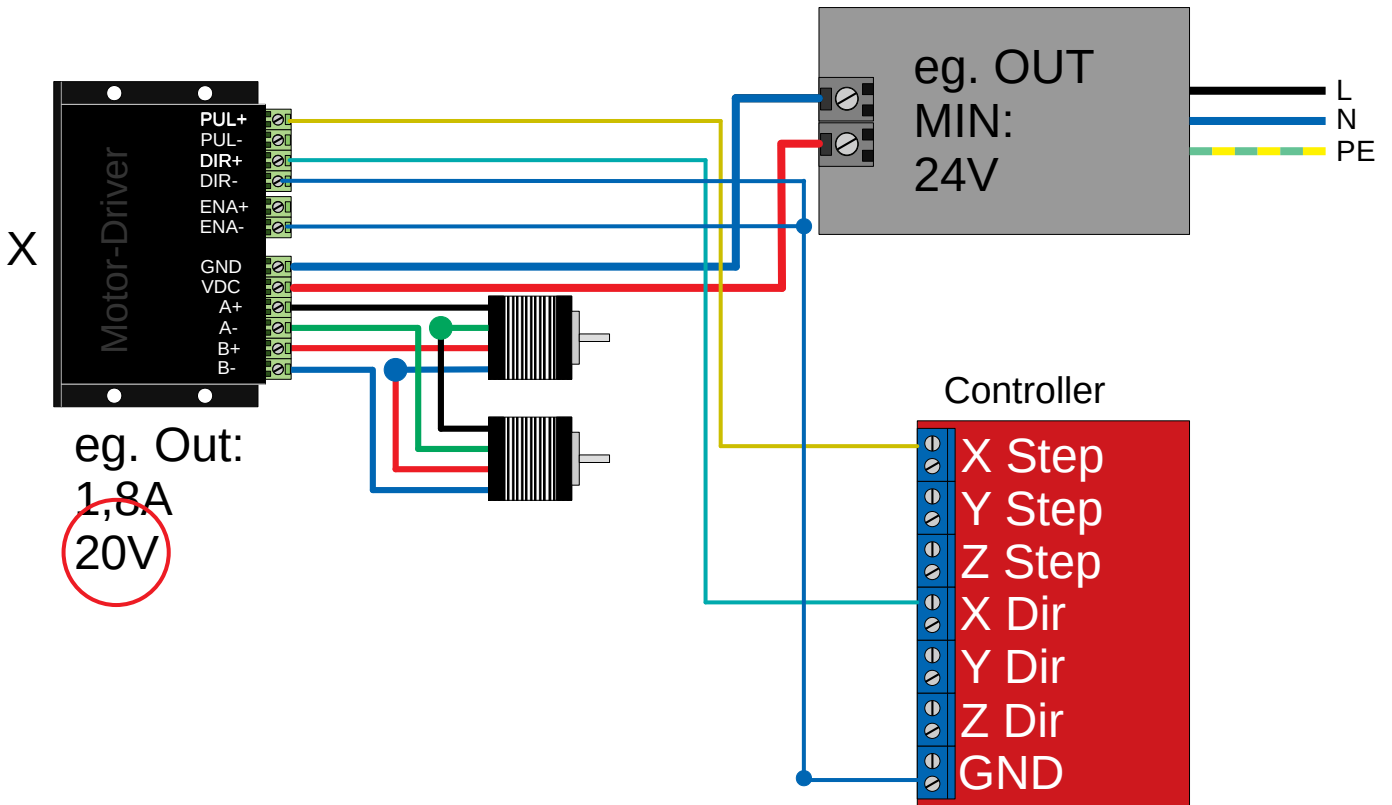 X
Motor-Driver
PUL+
PUL-
DIR+
DIR-
ENA+
ENA-
GND
VDC
A+
A-
B+
B-
eg. Out:
1,8A
20V
eg. OUT
MIN:
24V
L
N
PE
Controller
X Step
Y Step
Z Step
X Dir
Y Dir
Z Dir
GND